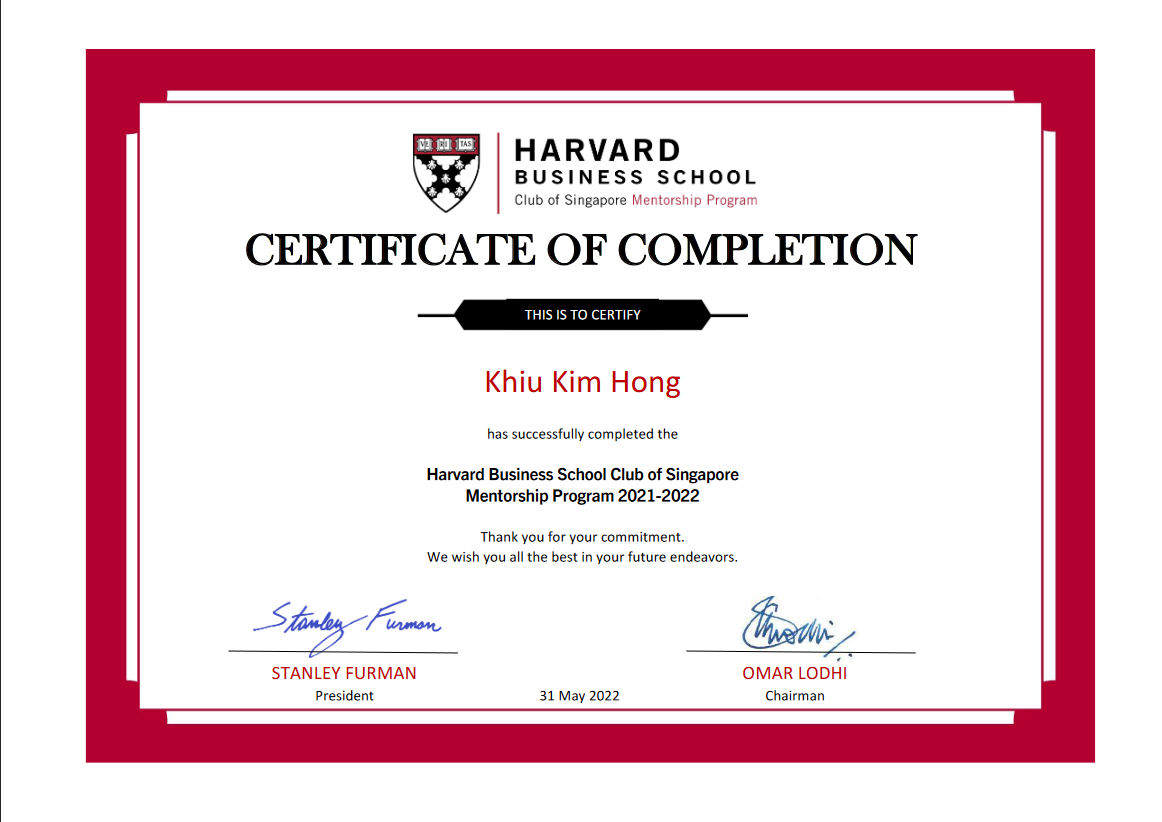 VE RI TAS
HARVARD
BUSINESS SCHOOL
Club of Singapore Mentorship Program
CERTIFICATE OF COMPLETION
THIS IS TO CERTIFY
Khiu Kim Hong
has successfully completed the
Harvard Business School Club of Singapore
Mentorship Program 2021-2022
Thank you for your commitment.
We wish you all the best in your future endeavors.
Stanley Furman
STANLEY FURMAN
OMAR LODHI
President
31 May 2022
Chairman